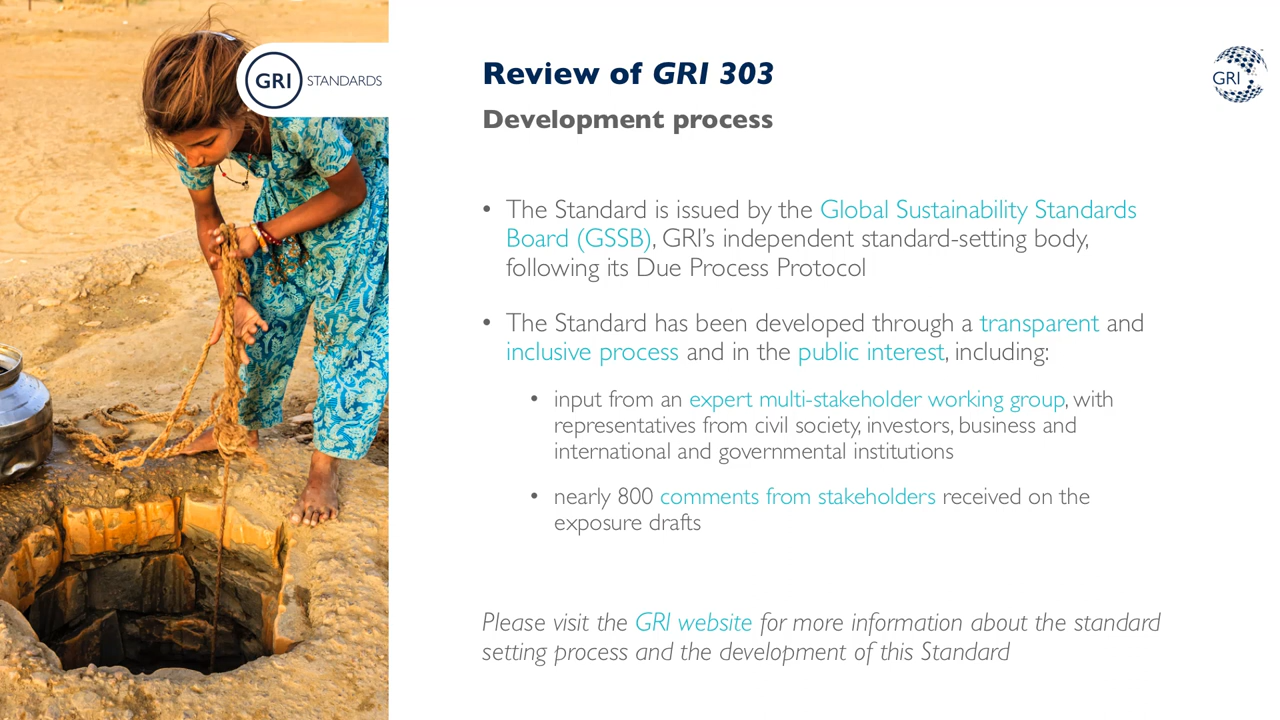 GRI STANDARDS
Review of GRI 303
GRI
Development process
• The Standard is issued by the Global Sustainability Standards
Board (GSSB), GRI’s independent standard-setting body,
following its Due Process Protocol
• The Standard has been developed through a transparent and
inclusive process and in the public interest, including:
• input from an expert multi-stakeholder working group, with
representatives from civil society, investors, business and
international and governmental institutions
• nearly 800 comments from stakeholders received on the
exposure drafts
Please visit the GRI website for more information about the standard
setting process and the development of this Standard